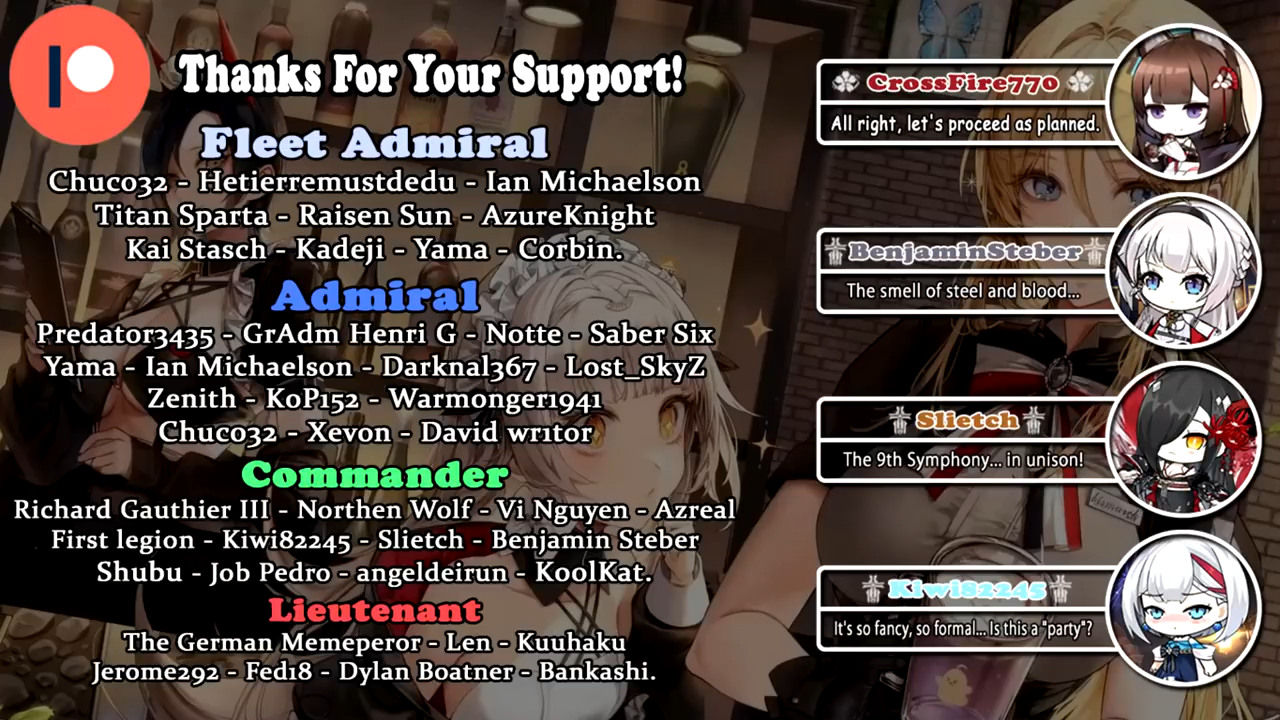 Thanks For Your Support!
Fleet Admiral
Chuco32 - Hetierremustdedu - Ian Michaelson
Titan Sparta - Raisen Sun - AzureKnight
Kai Stasch - Kadeji - Yama - Corbin.
Admiral
Predator3435 - GrAdm Henri G - Notte - Saber Six
Yama - Ian Michaelson - Darknal367 - Lost_SkyZ
Zenith - KoP152 - Warmonger1941
Chuco32 - Xevon - David wr1tor
Commander
Richard Gauthier III - Northen Wolf - Vi Nguyen - Azreal
First legion - Kiwi82245 - Slietch - Benjamin Steber
Shubu - Job Pedro - angeldeirun - KoolKat.
Lieutenant
The German Memeperor - Len - Kuuhaku
Jerome292 - Fed18 - Dylan Boatner - Bankashi.
CrossFire770
All right, let's proceed as planned.
BenjaminSteber
The smell of steel and blood...
Slietch
The 9th Symphony... in unison!
Kiwi82245
It's so fancy, so formal... Is this a "party"?